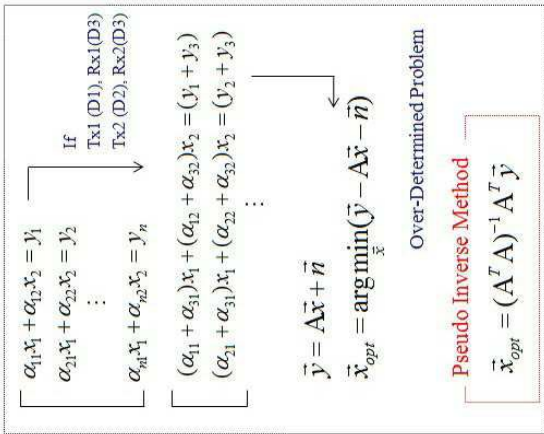 α₁₁x₁ + α₁₂x₂ = y₁
α₂₁x₁ + α₂₂x₂ = y₂
⋮
αₙ₁x₁ + αₙ₂x₂ = yₙ
If
Tx1 (D1), Rx1(D3)
Tx2 (D2), Rx2(D3)
(α₁₁ + α₃₁)x₁ + (α₁₂ + α₃₂)x₂ = (y₁ + y₃)
(α₂₁ + α₃₁)x₁ + (α₂₂ + α₃₂)x₂ = (y₂ + y₃)
⋮
y⃗ = Ax⃗ + n⃗
x⃗ₒₚₜ = arg min(y⃗ − Ax⃗ − n⃗)
x⃗
Over-Determined Problem
Pseudo Inverse Method
x⃗ₒₚₜ = (AᵀA)⁻¹Aᵀy⃗